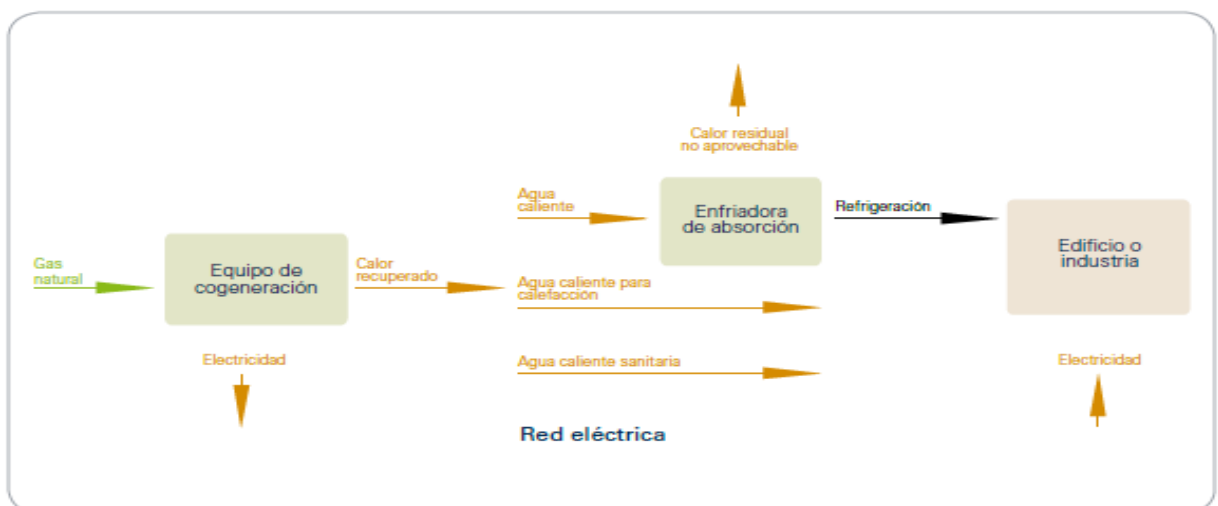 Calor residual
no aprovechable
Agua
caliente
Enfriadora
de absorción
Refrigeración
Edificio o
industria
Gas
natural
Equipo de
cogeneración
Calor
recuperado
Agua caliente para
calefacción
Electricidad
Agua caliente sanitaria
Electricidad
Red eléctrica